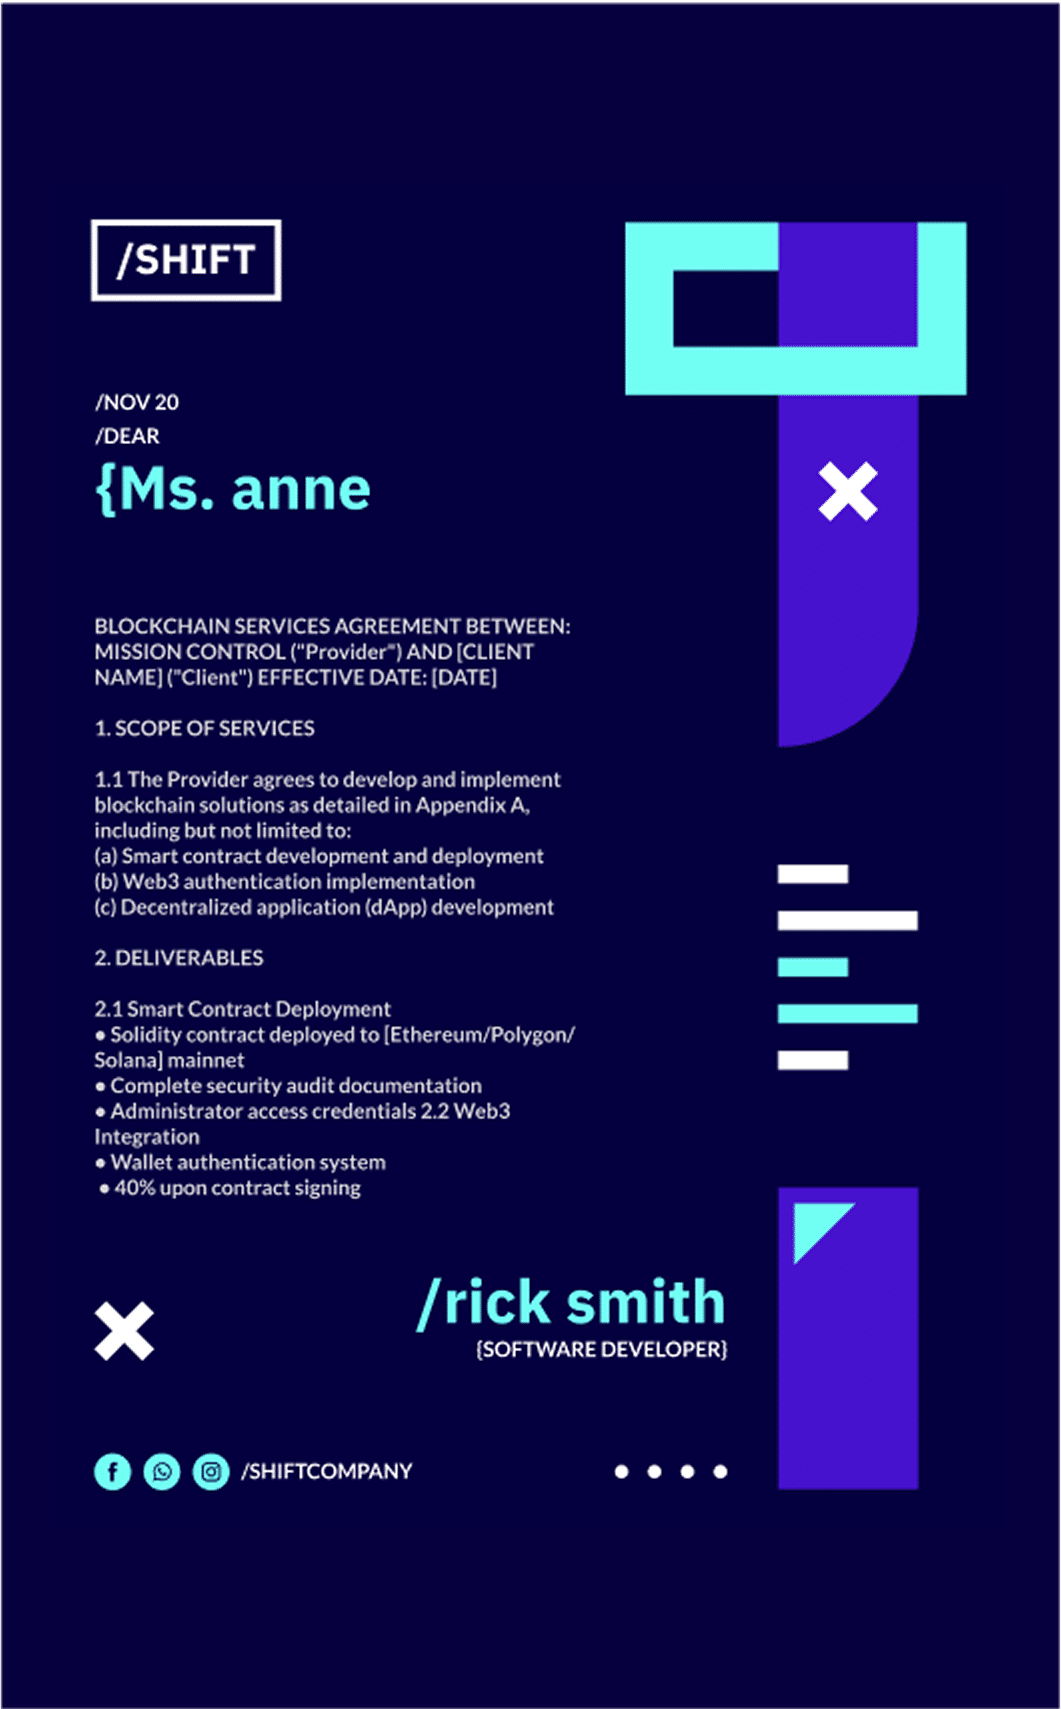 /SHIFT
/NOV 20
/DEAR
{Ms. anne
BLOCKCHAIN SERVICES AGREEMENT BETWEEN:
MISSION CONTROL ("Provider") AND [CLIENT
NAME] ("Client") EFFECTIVE DATE: [DATE]
1. SCOPE OF SERVICES
1.1 The Provider agrees to develop and implement
blockchain solutions as detailed in Appendix A,
including but not limited to:
(a) Smart contract development and deployment
(b) Web3 authentication implementation
(c) Decentralized application (dApp) development
2. DELIVERABLES
2.1 Smart Contract Deployment
● Solidity contract deployed to [Ethereum/Polygon/
Solana] mainnet
● Complete security audit documentation
● Administrator access credentials 2.2 Web3
Integration
● Wallet authentication system
● 40% upon contract signing
/rick smith
{SOFTWARE DEVELOPER}
/SHIFTCOMPANY